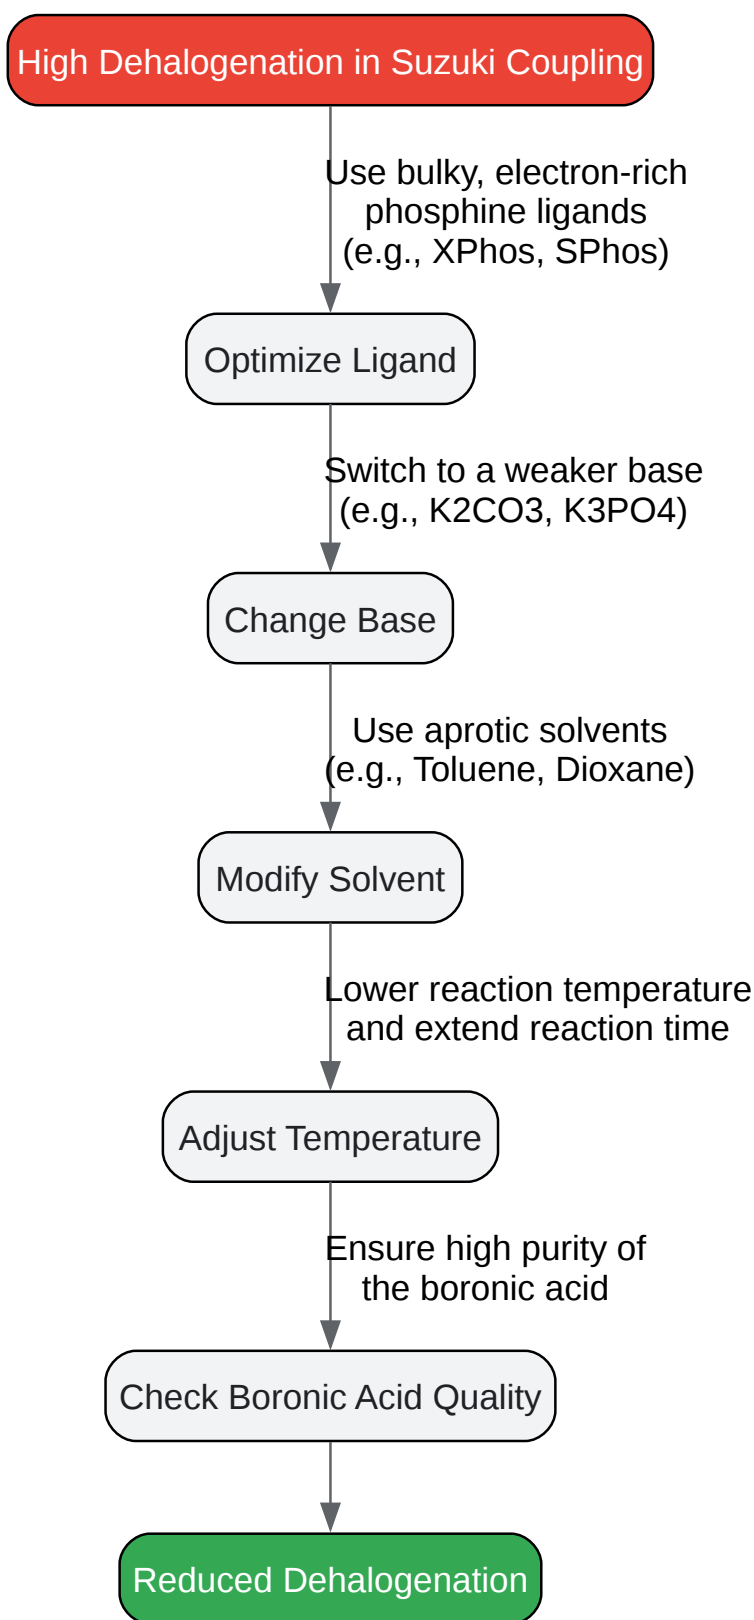 High Dehalogenation in Suzuki Coupling
Use bulky, electron-rich
phosphine ligands
(e.g., XPhos, SPhos)
Optimize Ligand
Switch to a weaker base
(e.g., K2CO3, K3PO4)
Change Base
Use aprotic solvents
(e.g., Toluene, Dioxane)
Modify Solvent
Lower reaction temperature
and extend reaction time
Adjust Temperature
Ensure high purity of
the boronic acid
Check Boronic Acid Quality
Reduced Dehalogenation